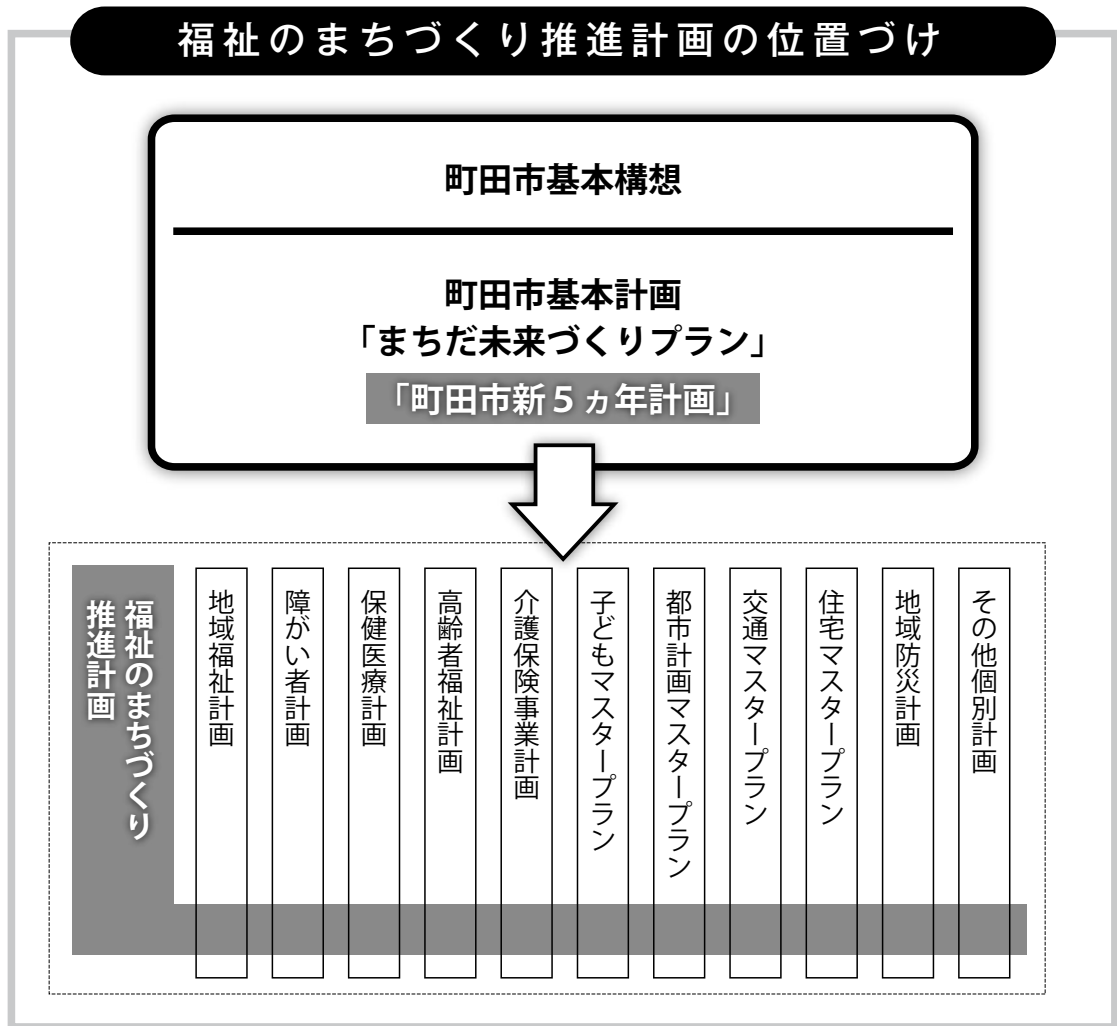 福祉のまちづくり推進計画の位置づけ
町田市基本構想
町田市基本計画
「まちだ未来づくりプラン」
「町田市新５ヵ年計画」
福祉のまちづくり
推進計画
地域福祉計画
障がい者計画
保健医療計画
高齢者福祉計画
介護保険事業計画
子どもマスタープラン
都市計画マスタープラン
交通マスタープラン
住宅マスタープラン
地域防災計画
その他個別計画